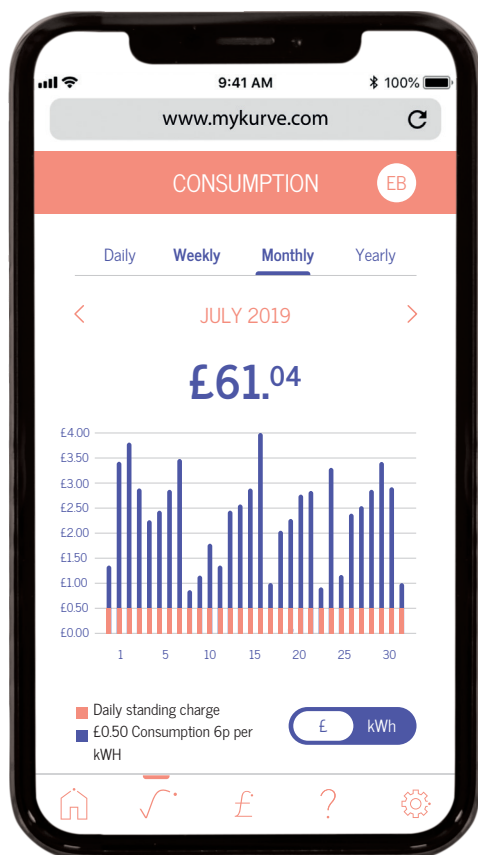 9:41 AM 100%
www.mykurve.com
CONSUMPTION EB
Daily Weekly Monthly Yearly
JULY 2019
£61.04
£4.00
£3.50
£3.00
£2.50
£2.00
£1.50
£1.00
£0.50
£0.00
1 5 10 15 20 25 30
Daily standing charge
£0.50 Consumption 6p per
kWH
£ kWh
£ ?